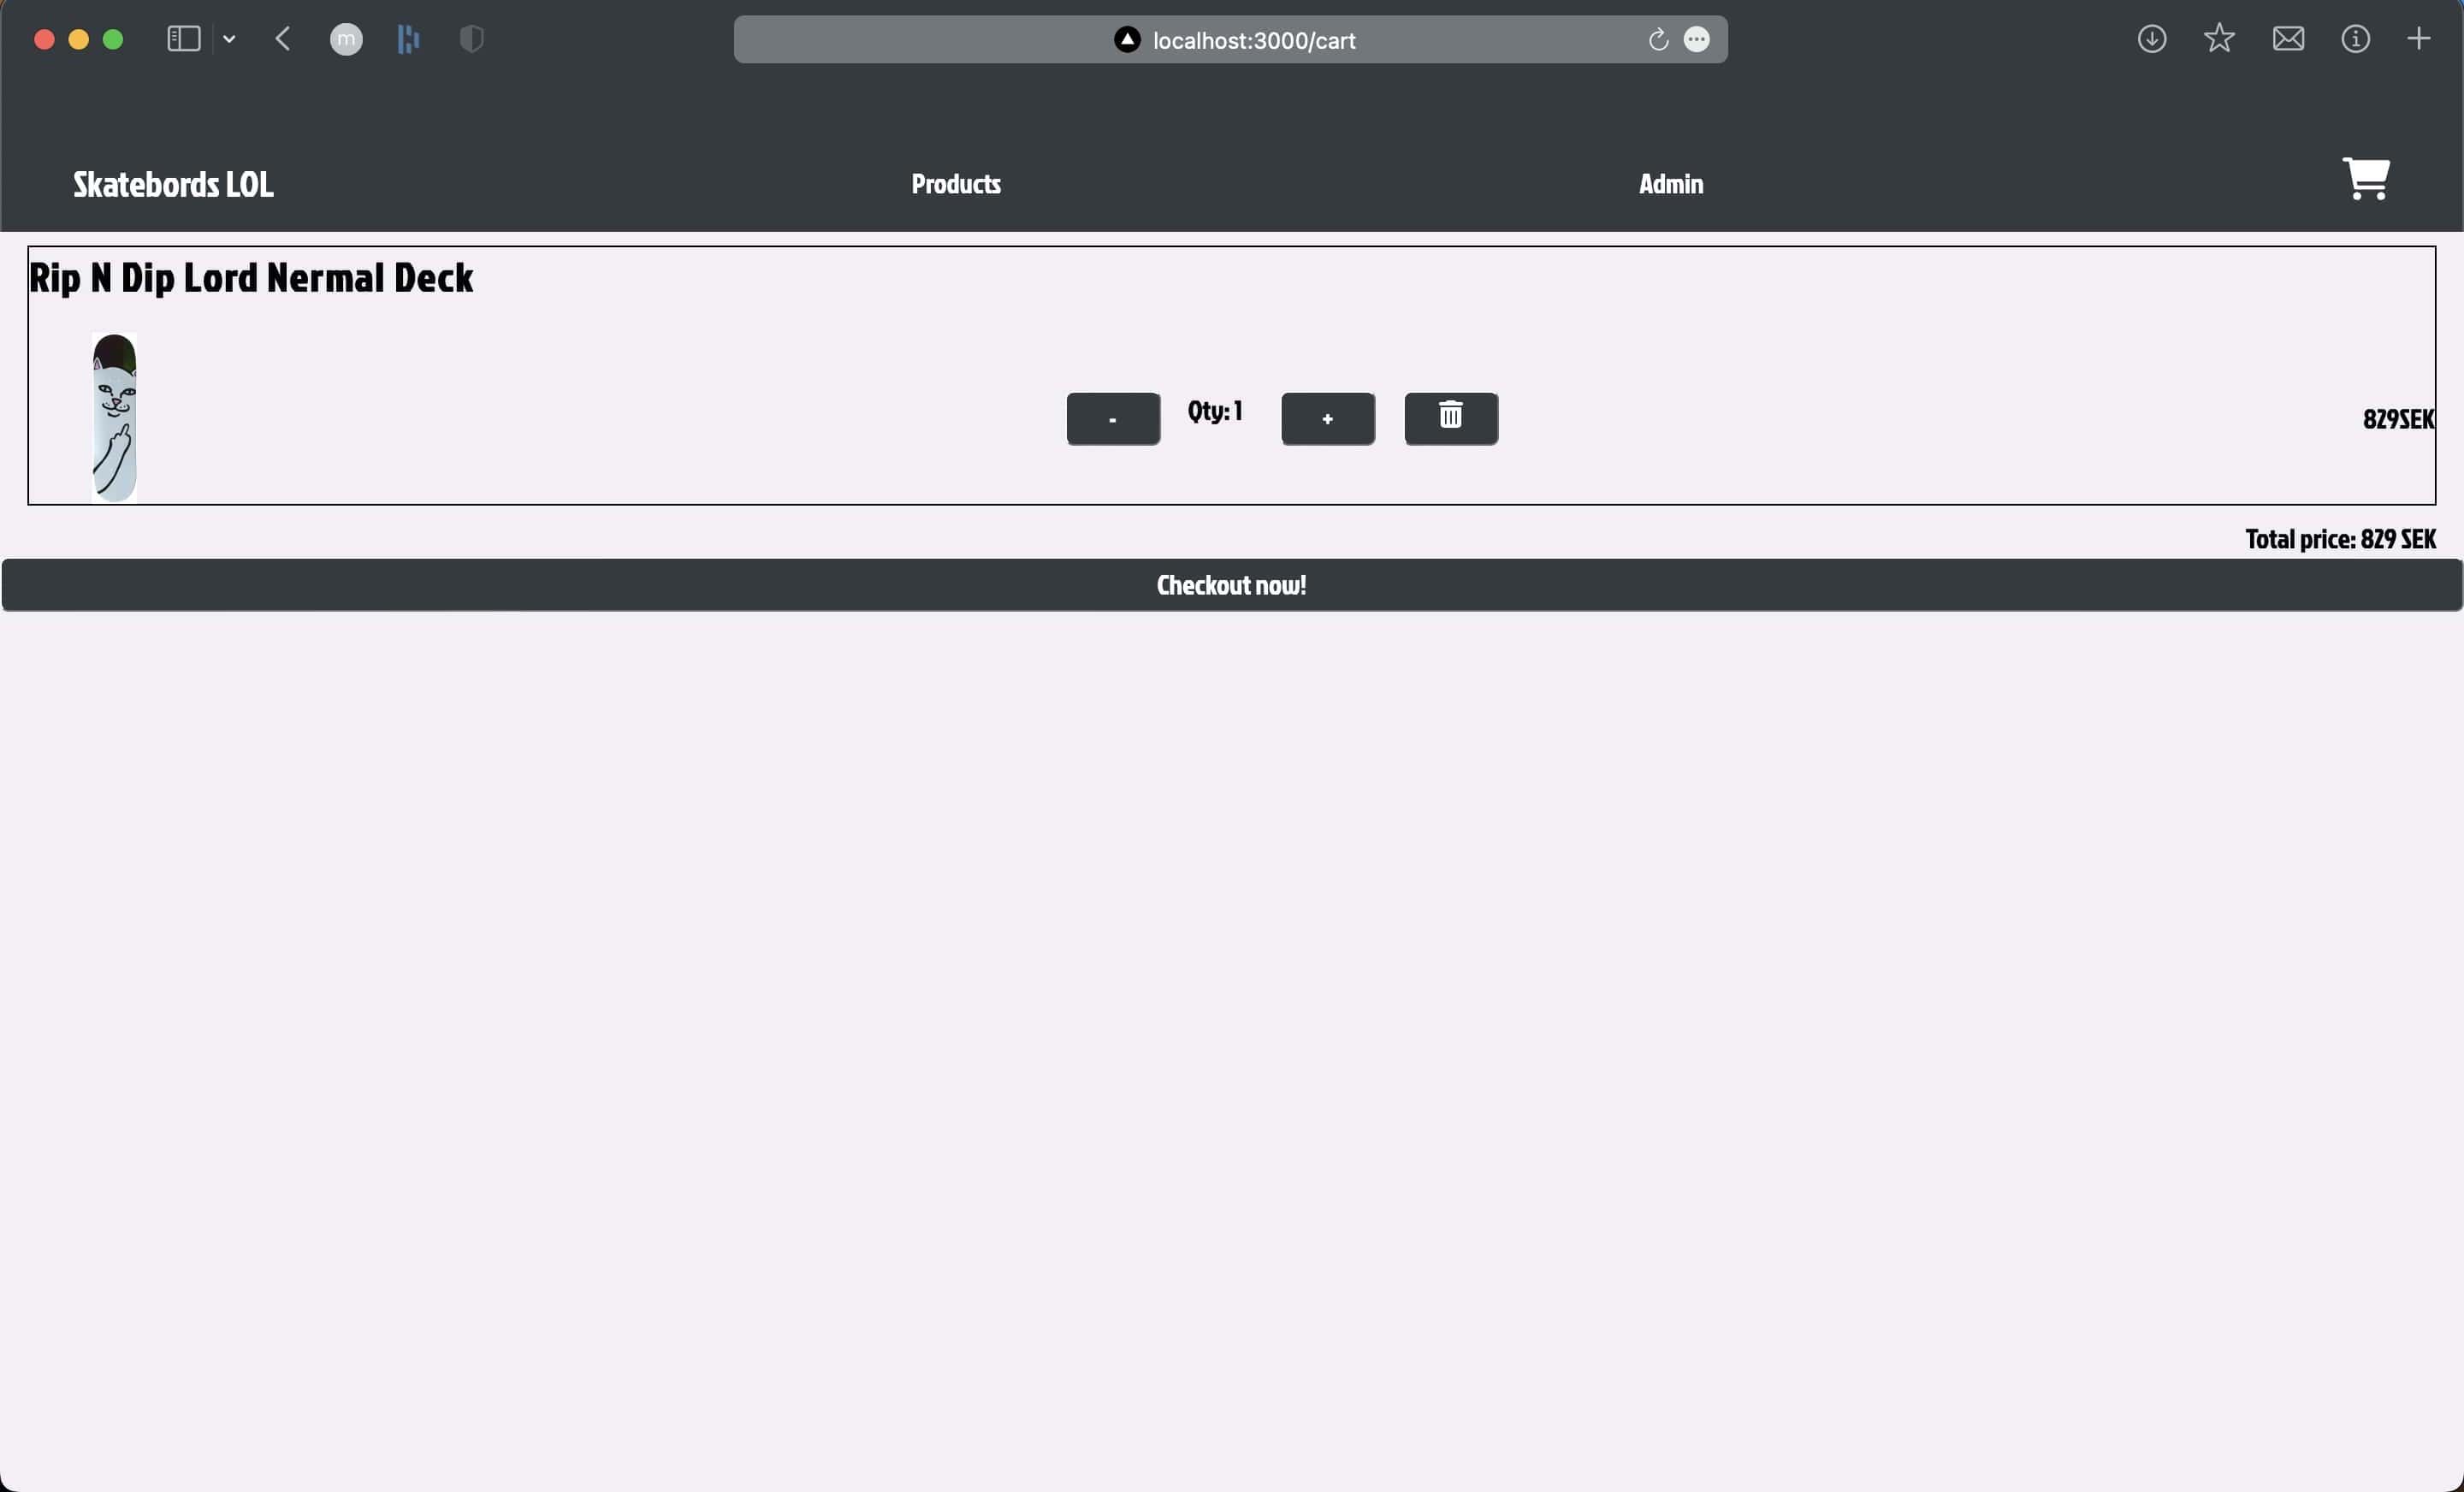 m
localhost:3000/cart
Skatebords LOL
Products
Admin
Rip N Dip Lord Nermal Deck
-
Qty: 1
+
829SEK
Total price: 829 SEK
Checkout now!